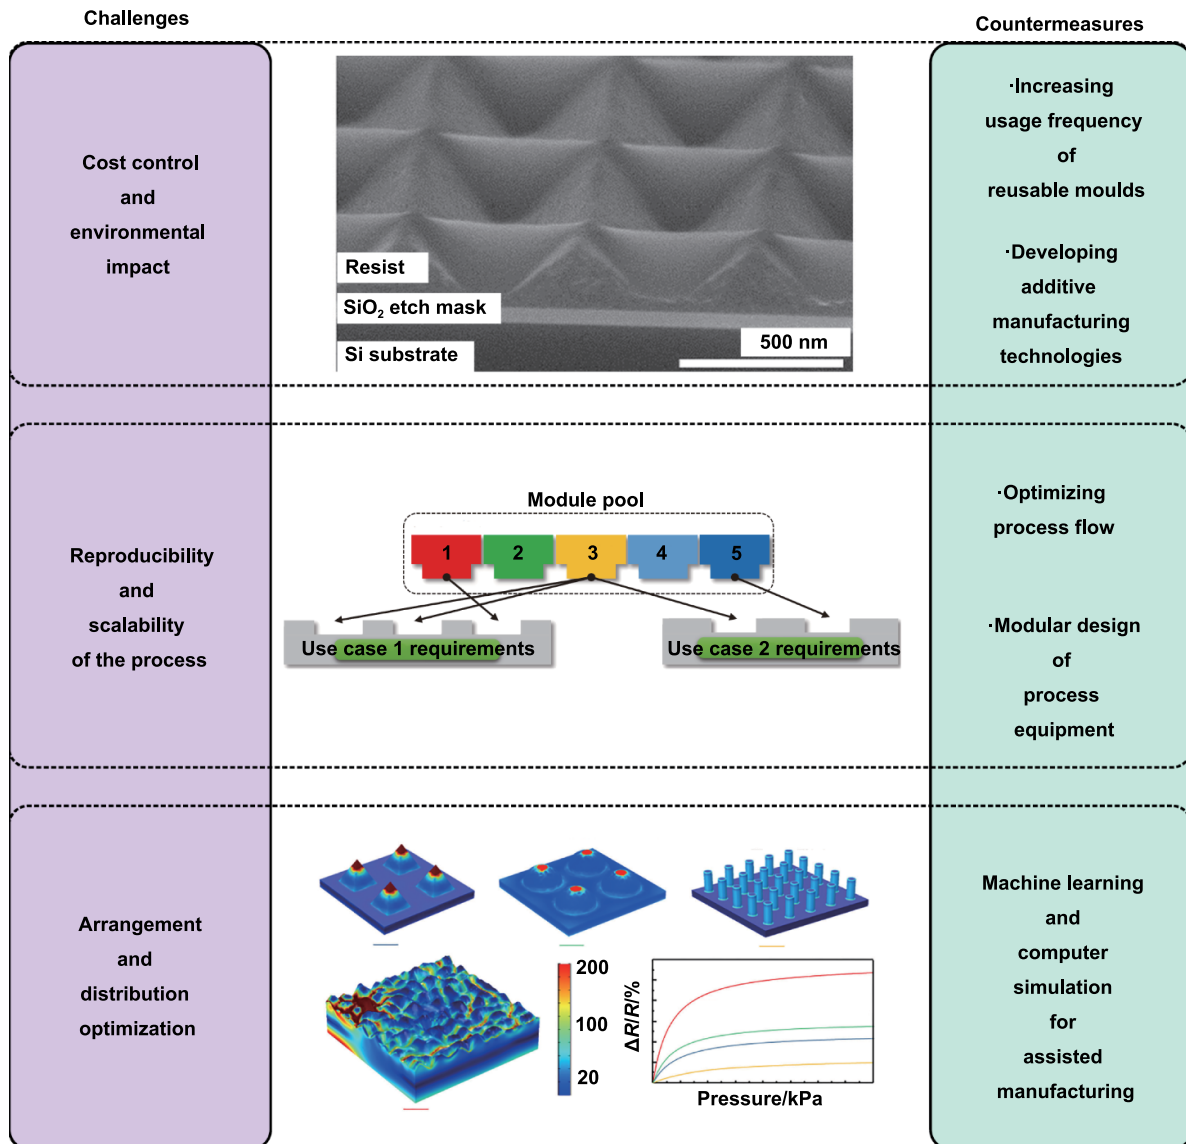 Challenges
Countermeasures
Cost control
and
environmental
impact
Resist
SiO₂ etch mask
Si substrate
500 nm
·Increasing
usage frequency
of
reusable moulds
·Developing
additive
manufacturing
technologies
Reproducibility
and
scalability
of the process
Module pool
1 2 3 4 5
Use case 1 requirements
Use case 2 requirements
·Optimizing
process flow
·Modular design
of
process
equipment
Arrangement
and
distribution
optimization
200
100
20
ΔR/R/%
Pressure/kPa
Machine learning
and
computer
simulation
for
assisted
manufacturing